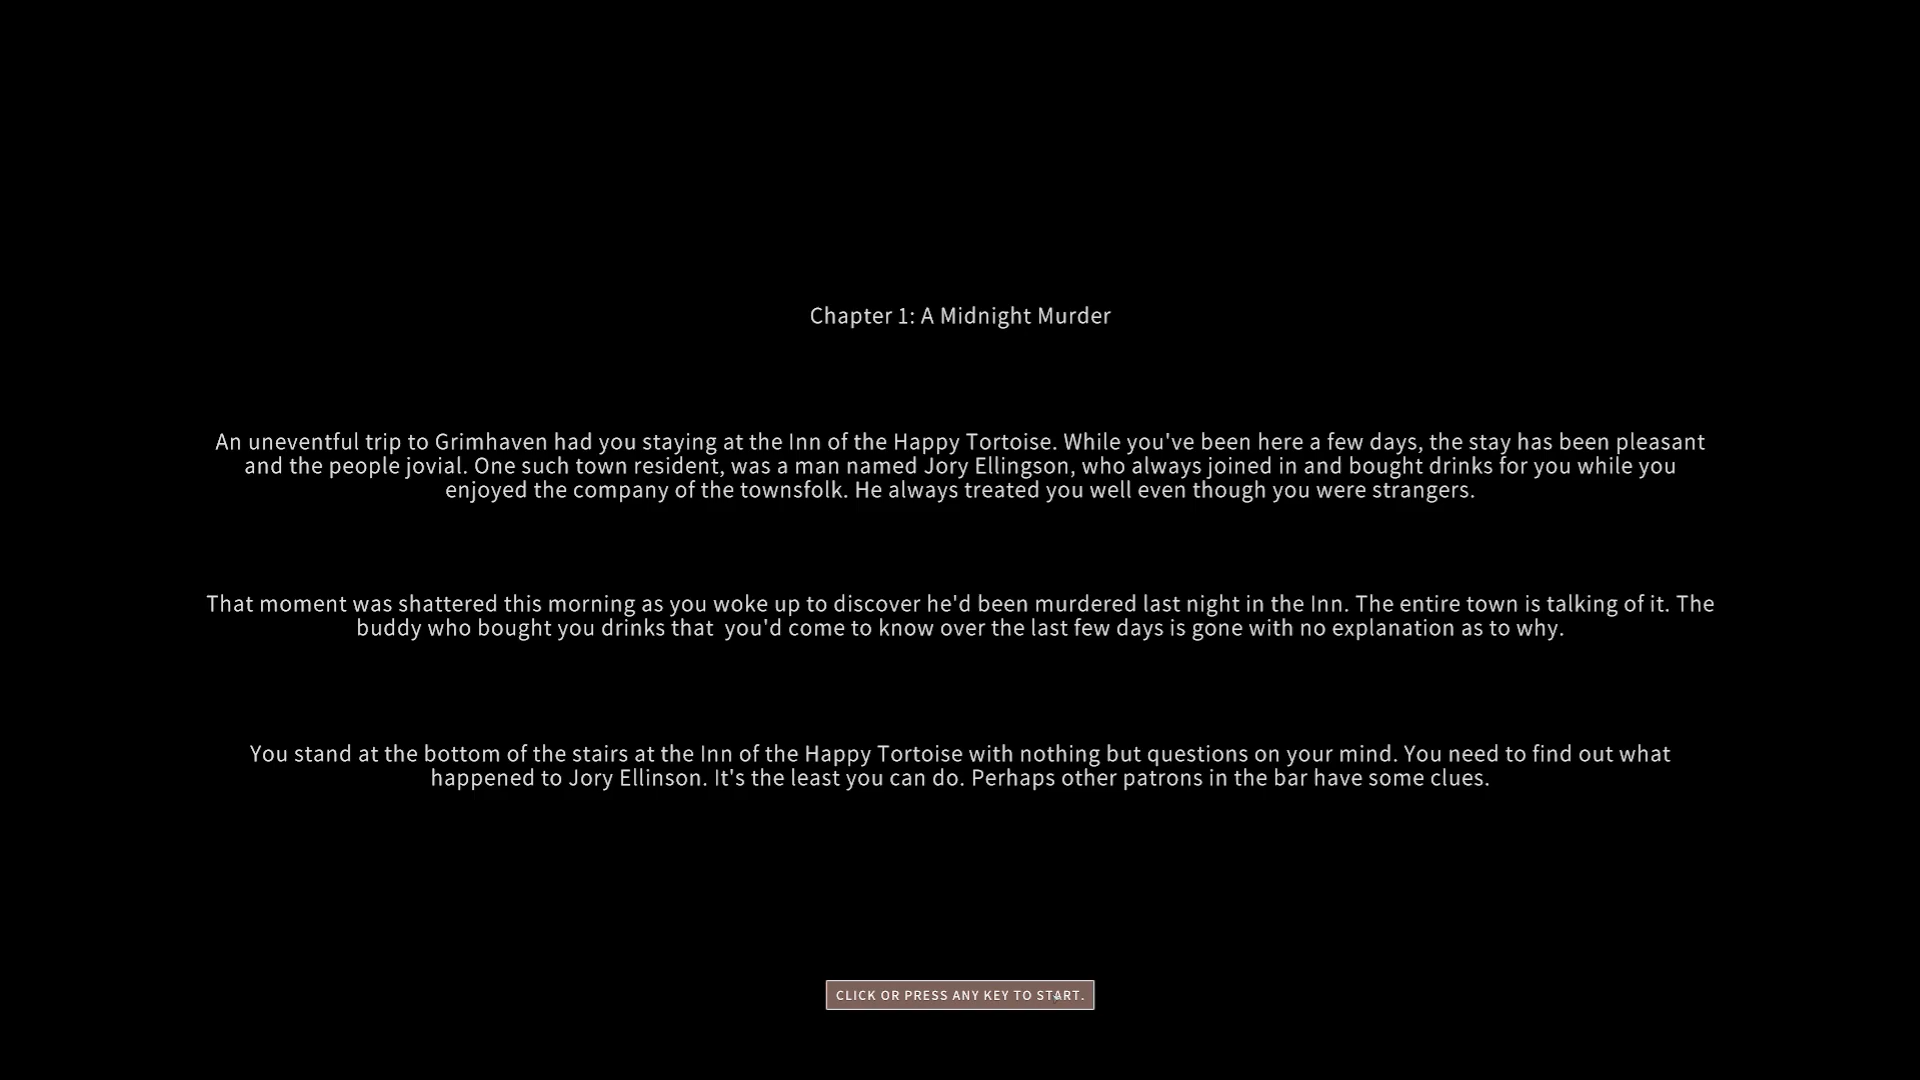 Chapter 1: A Midnight Murder
An uneventful trip to Grimhaven had you staying at the Inn of the Happy Tortoise. While you've been here a few days, the stay has been pleasant
and the people jovial. One such town resident, was a man named Jory Ellingson, who always joined in and bought drinks for you while you
enjoyed the company of the townsfolk. He always treated you well even though you were strangers.
That moment was shattered this morning as you woke up to discover he'd been murdered last night in the Inn. The entire town is talking of it. The
buddy who bought you drinks that  you'd come to know over the last few days is gone with no explanation as to why.
You stand at the bottom of the stairs at the Inn of the Happy Tortoise with nothing but questions on your mind. You need to find out what
happened to Jory Ellinson. It's the least you can do. Perhaps other patrons in the bar have some clues.
CLICK OR PRESS ANY KEY TO START.